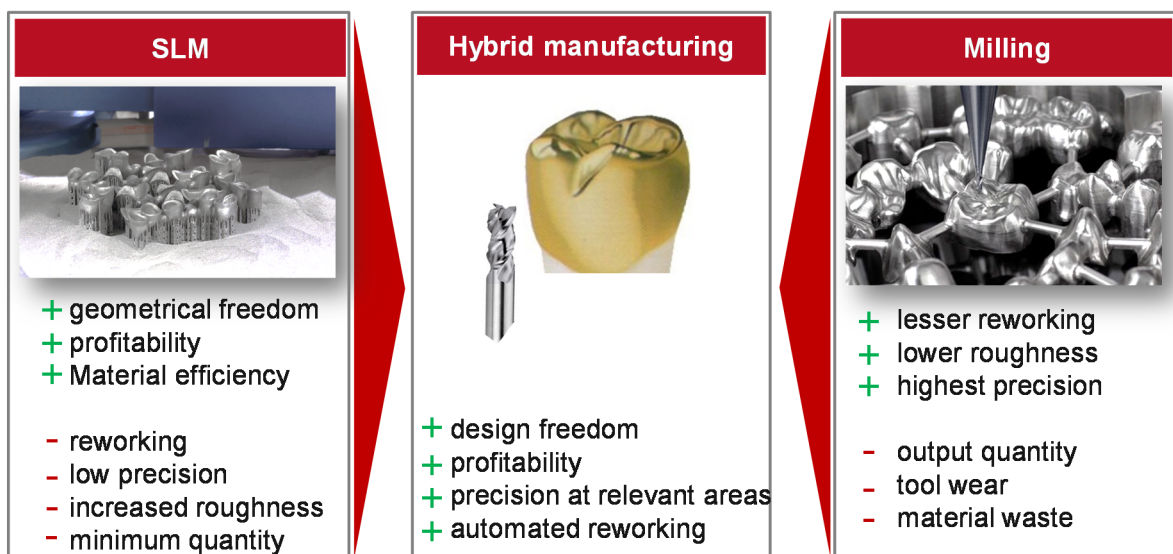 SLM
+ geometrical freedom
+ profitability
+ Material efficiency
- reworking
- low precision
- increased roughness
- minimum quantity
Hybrid manufacturing
+ design freedom
+ profitability
+ precision at relevant areas
+ automated reworking
Milling
+ lesser reworking
+ lower roughness
+ highest precision
- output quantity
- tool wear
- material waste